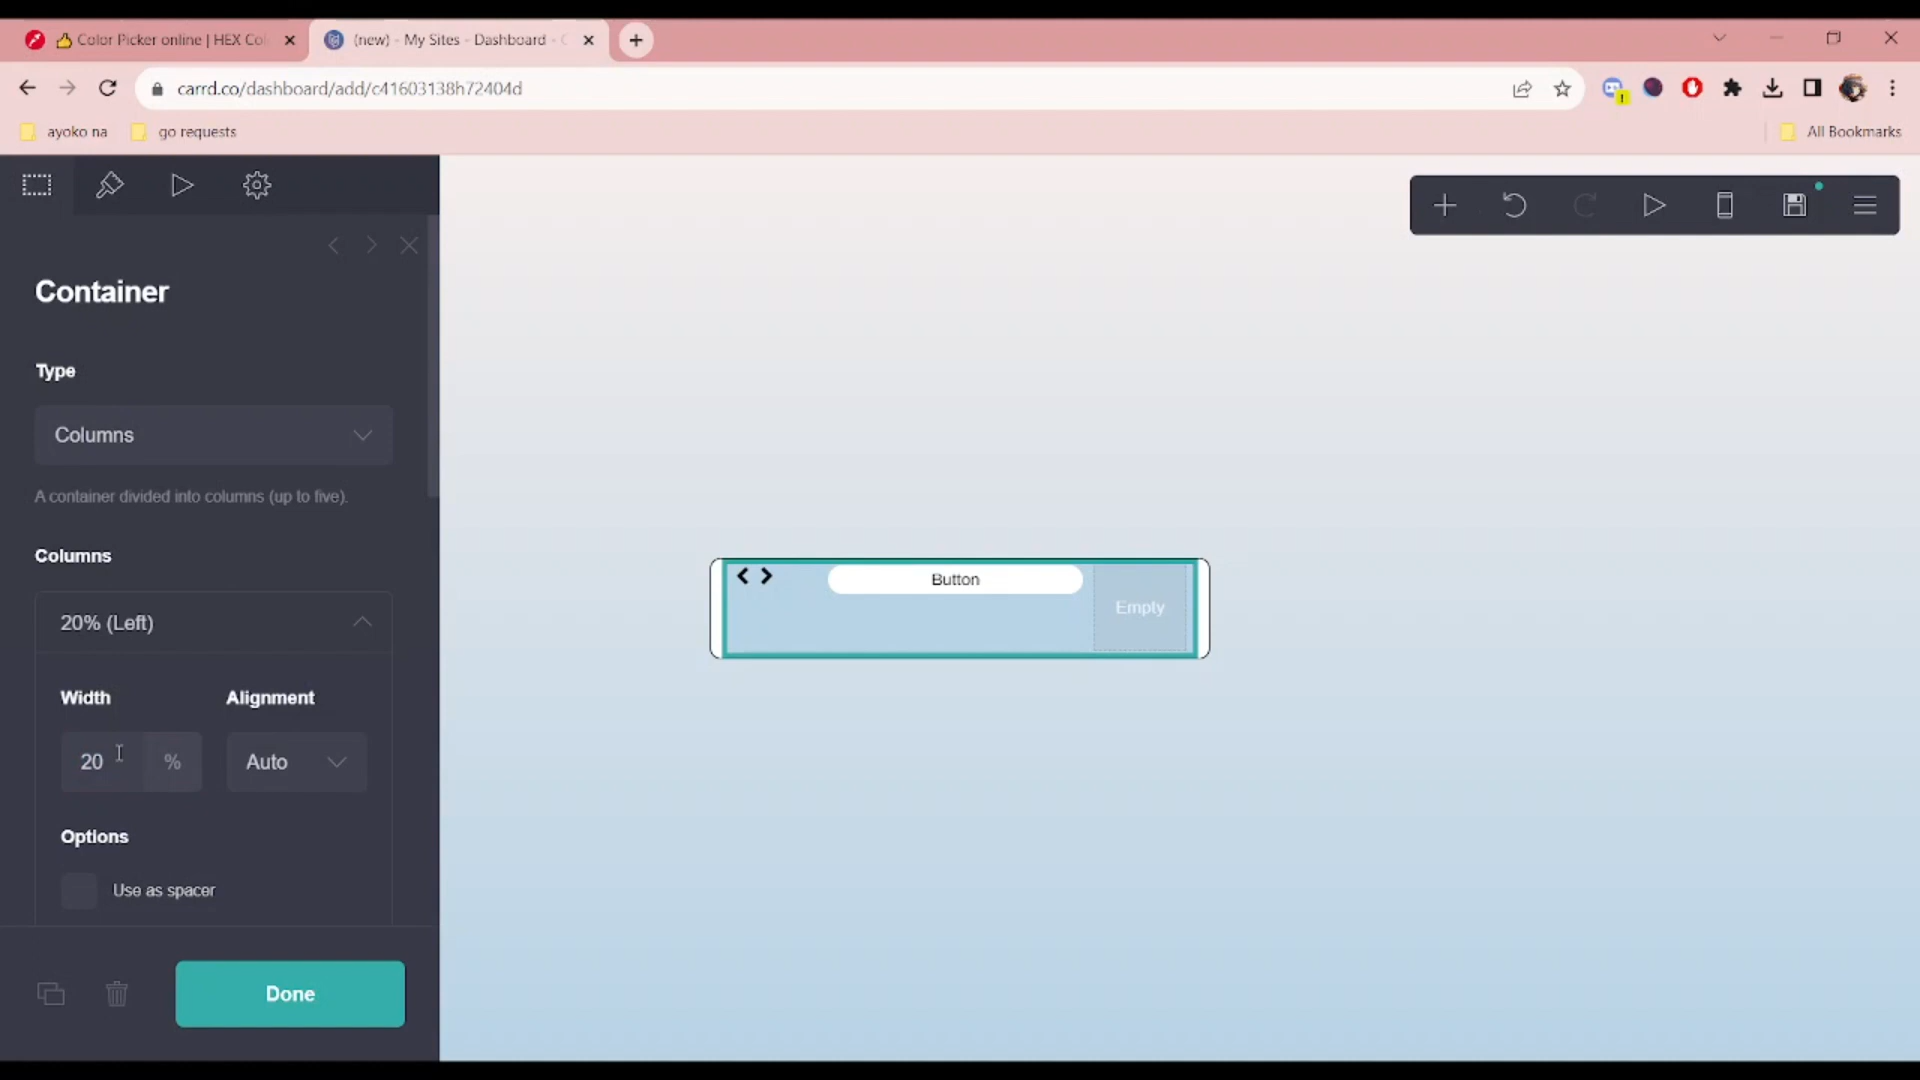 Color Picker online | HEX Col
(new) - My Sites - Dashboard - C
carrd.co/dashboard/add/c41603138h72404d
ayoko na
go requests
All Bookmarks
Container
Type
Columns
A container divided into columns (up to five).
Columns
20% (Left)
Width
Alignment
20
%
Auto
Options
Use as spacer
Done
Button
Empty